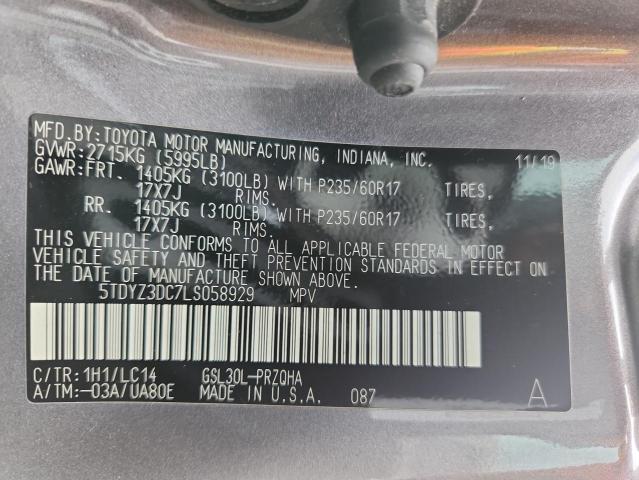 MFD.BY:TOYOTA MOTOR MANUFACTURING, INDIANA, INC. 11/19
GVWR:2715KG (5995LB)
GAWR:FRT. 1405KG (3100LB) WITH P235/60R17 TIRES,
17X7J RIMS.
RR. 1405KG (3100LB) WITH P235/60R17 TIRES,
17X7J RIMS.
THIS VEHICLE CONFORMS TO ALL APPLICABLE FEDERAL MOTOR
VEHICLE SAFETY AND THEFT PREVENTION STANDARDS IN EFFECT ON
THE DATE OF MANUFACTURE SHOWN ABOVE.
5TDYZ3DC7LS058929 MPV
C/TR:1H1/LC14 GSL30L-PRZQHA
A/TM:-03A/UA80E MADE IN U.S.A. 087 A